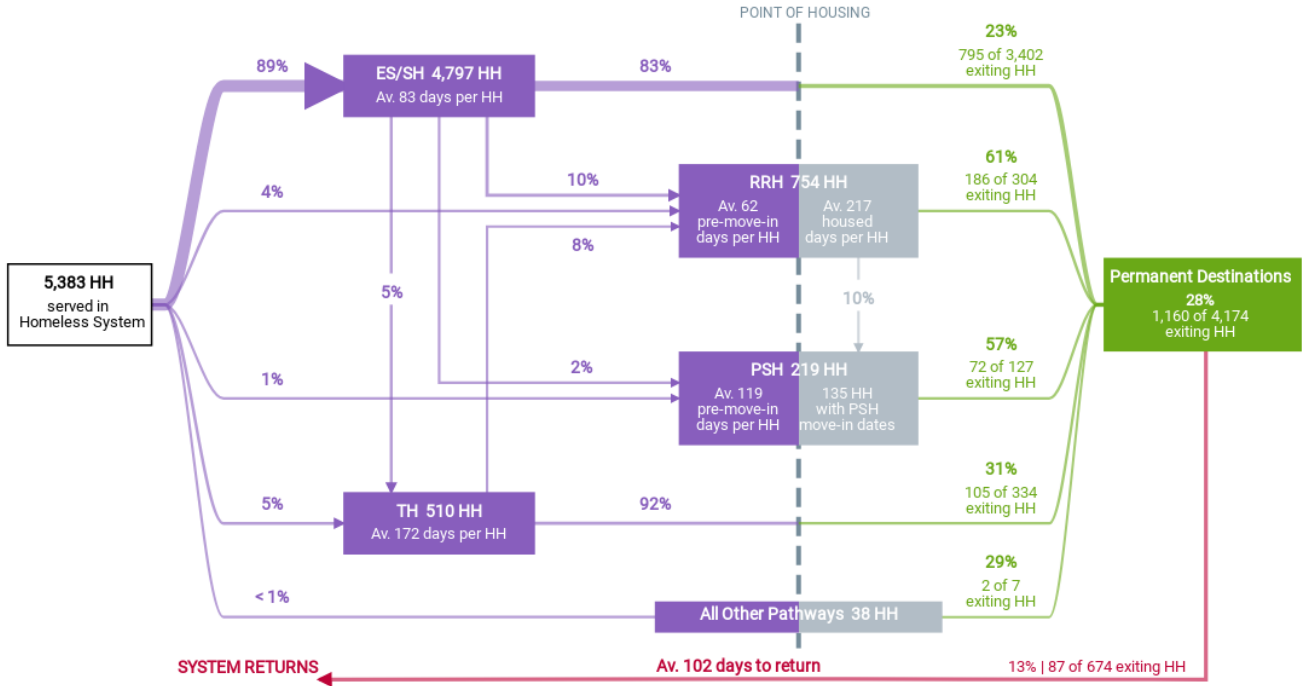 POINT OF HOUSING
89%
ES/SH 4,797 HH
Av. 83 days per HH
83%
23%
795 of 3,402
exiting HH
4%
10%
8%
RRH 754 HH
Av. 62
pre-move-in
days per HH
Av. 217
housed
days per HH
61%
186 of 304
exiting HH
5,383 HH
served in
Homeless System
5%
10%
Permanent Destinations
28%
1,160 of 4,174
exiting HH
1%
2%
PSH 219 HH
Av. 119
pre-move-in
days per HH
135 HH
with PSH
move-in dates
57%
72 of 127
exiting HH
5%
TH 510 HH
Av. 172 days per HH
92%
31%
105 of 334
exiting HH
< 1%
All Other Pathways 38 HH
29%
2 of 7
exiting HH
SYSTEM RETURNS
Av. 102 days to return
13% | 87 of 674 exiting HH